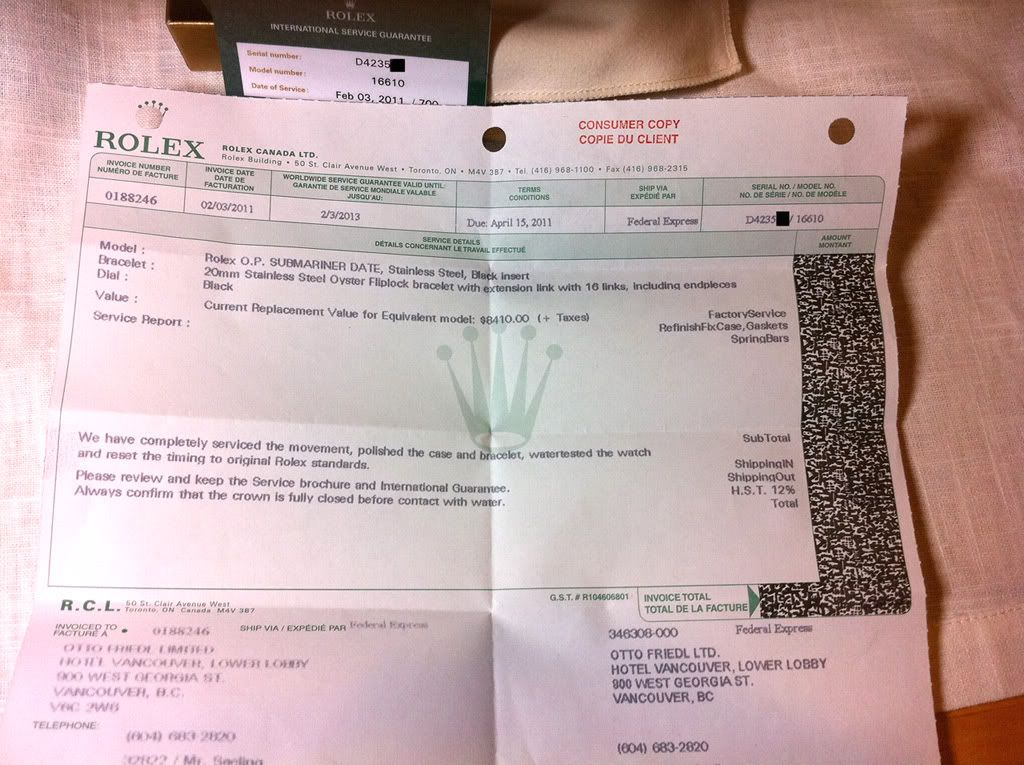 ROLEX
INTERNATIONAL SERVICE GUARANTEE
Serial number: D4235
Model number: 16610
Date of Service: Feb 03, 2011 / 700
CONSUMER COPY
COPIE DU CLIENT
ROLEX
ROLEX CANADA LTD.
Rolex Building • 50 St. Clair Avenue West • Toronto, ON • M4V 3B7 • Tel (416) 968-1100 • Fax (416) 968-2315
INVOICE NUMBER
NUMÉRO DE FACTURE
0188246
INVOICE DATE
DATE DE
FACTURATION
02/03/2011
WORLDWIDE SERVICE GUARANTEE VALID UNTIL:
GARANTIE DE SERVICE MONDIALE VALABLE
JUSQU'AU:
2/3/2013
TERMS
CONDITIONS
Due: April 15, 2011
SHIP VIA
EXPÉDIÉ PAR
Federal Express
SERIAL NO. / MODEL NO.
NO. DE SÉRIE / NO. DE MODÈLE
D4235 / 16610
SERVICE DETAILS
DÉTAILS CONCERNANT LE TRAVAIL EFFECTUÉ
AMOUNT
MONTANT
Model : Rolex O.P. SUBMARINER DATE, Stainless Steel, Black insert
Bracelet : 20mm Stainless Steel Oyster Fliplock bracelet with extension link with 16 links, including endpieces
Dial : Black
Value : Current Replacement Value for Equivalent model: $8410.00 (+ Taxes)
Service Report :
FactoryService
RefinishFlxCase,Gaskets
SpringBars
We have completely serviced the movement, polished the case and bracelet, watertested the watch
and reset the timing to original Rolex standards.
Please review and keep the Service brochure and International Guarantee.
Always confirm that the crown is fully closed before contact with water.
SubTotal
ShippingIN
ShippingOut
H.S.T. 12%
Total
R.C.L. 50 St. Clair Avenue West
Toronto, ON Canada M4V 3B7
G.S.T. # R104606801
INVOICE TOTAL
TOTAL DE LA FACTURE
INVOICED TO
FACTURÉ À • 0188246
SHIP VIA / EXPÉDIÉ PAR Federal Express
OTTO FRIEDL LIMITED
HOTEL VANCOUVER, LOWER LOBBY
900 WEST GEORGIA ST.
VANCOUVER, B.C.
V6C 2W6
TELEPHONE:
(604) 683-2820
32822 / Mr. Seeling
346308-000 Federal Express
OTTO FRIEDL LTD.
HOTEL VANCOUVER, LOWER LOBBY
900 WEST GEORGIA ST.
VANCOUVER, BC
(604) 683-2820